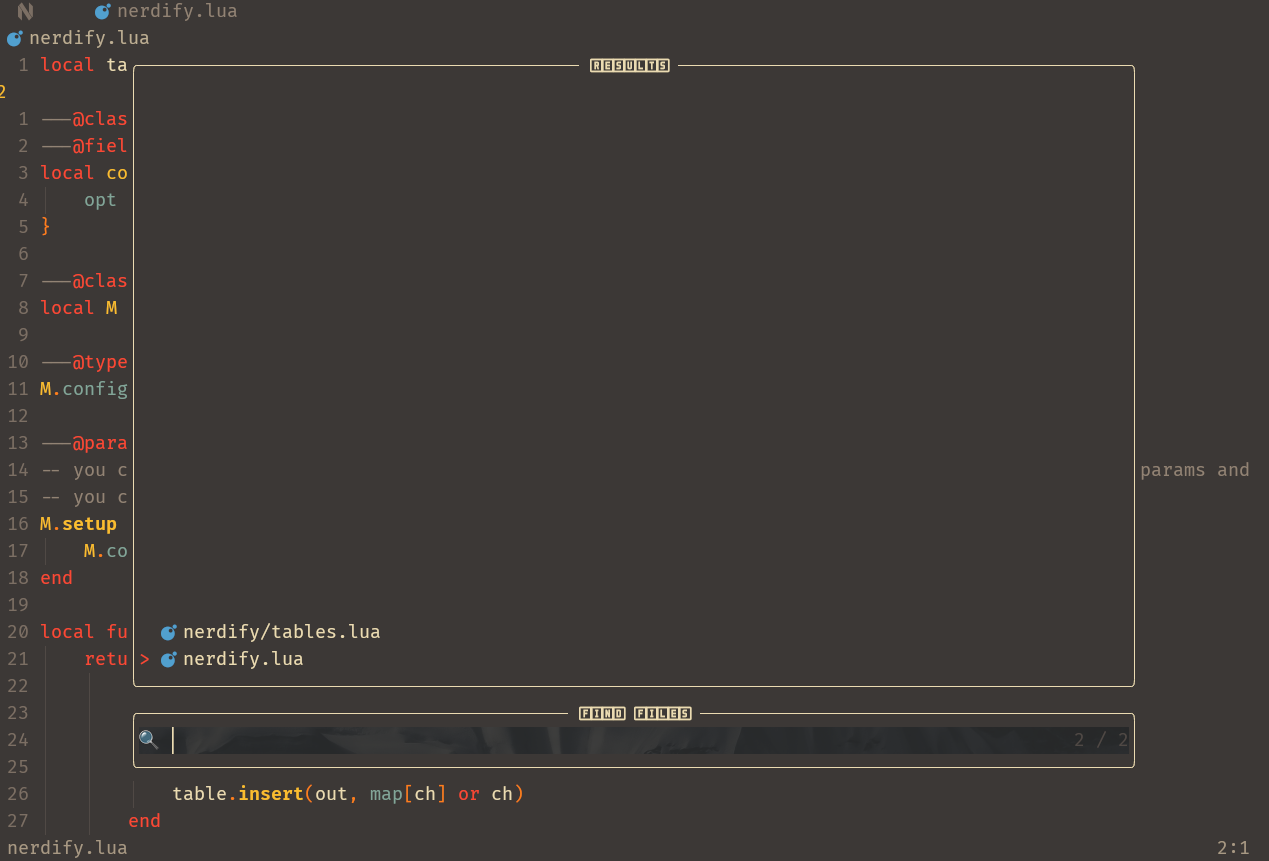 nerdify.lua
nerdify.lua
1 local ta
RESULTS
2
1 ---@clas
2 ---@fiel
3 local co
4 opt
5 }
6
7 ---@clas
8 local M
9
10 ---@type
11 M.config
12
13 ---@para
14 -- you c params and
15 -- you c
16 M.setup
17 M.co
18 end
19
20 local fu nerdify/tables.lua
21 retu > nerdify.lua
22
23 FIND FILES
24 2 / 2
25
26 table.insert(out, map[ch] or ch)
27 end
nerdify.lua 2:1